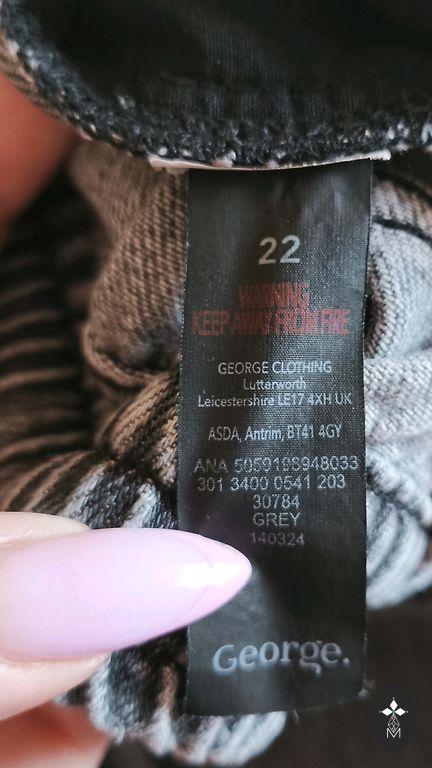 22
WARNING
KEEP AWAY FROM FIRE
GEORGE CLOTHING
Lutterworth
Leicestershire LE17 4XH UK
ASDA, Antrim, BT41 4GY
ANA 5059195948033
301 3400 0541 203
30784
GREY
140324
George.
M